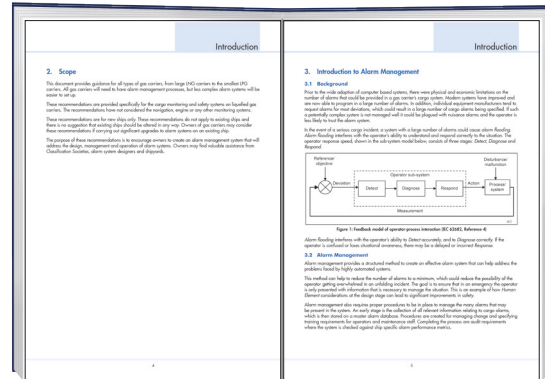 Introduction
2. Scope
This document provides guidance for all types of gas carriers, from large LNG carriers to the smallest LPG
carriers. All gas carriers will need to have alarm management processes, but less complex alarm systems will be
easier to set up.
These recommendations are provided specifically for the cargo monitoring and safety systems on liquefied gas
carriers. The recommendations have not considered the navigation, engine or any other monitoring systems.
These recommendations are for new ships only. These recommendations do not apply to existing ships and
there is no suggestion that existing ships should be altered in any way. Owners of gas carriers may consider
these recommendations if carrying out significant upgrades to alarm systems on an existing ship.
The purpose of these recommendations is to encourage owners to create an alarm management system that will
address the design, management and operation of alarm systems. Owners may find valuable assistance from
Classification Societies, alarm system designers and shipyards.
4
Introduction
3. Introduction to Alarm Management
3.1 Background
Prior to the wide adoption of computer based systems, there were physical and economic limitations on the
number of alarms that could be provided in a gas carrier's cargo system. Modern systems have improved and
are now able to program in a large number of alarms. In addition, individual equipment manufacturers tend to
request alarms for most deviations, which could result in a large number of cargo alarms being specified. If such
a potentially complex system is not managed well it could be plagued with nuisance alarms and the operator is
less likely to trust the alarm system.
In the event of a serious cargo incident, a system with a large number of alarms could cause alarm flooding.
Alarm flooding interferes with the operator's ability to understand and respond correctly to the situation. The
operator response speed, shown in the sub-system model below, consists of three stages: Detect, Diagnose and
Respond.
Reference/
objective
Disturbance/
malfunction
Operator sub-system
Deviation
Detect
Diagnose
Respond
Action
Process/
system
Measurement
Figure 1: Feedback model of operator-process interaction (IEC 62682, Reference 4)
Alarm flooding interferes with the operator's ability to Detect accurately, and to Diagnose correctly. If the
operator is confused or loses situational awareness, there may be a delayed or incorrect Response.
3.2 Alarm Management
Alarm management provides a structured method to create an effective alarm system that can help address the
problems faced by highly automated systems.
This method can help to reduce the number of alarms to a minimum, which could reduce the possibility of the
operator getting overwhelmed in an unfolding incident. The goal is to ensure that in an emergency the operator
is only presented with information that is necessary to manage the situation. This is an example of how Human
Element considerations at the design stage can lead to significant improvements in safety.
Alarm management also requires proper procedures to be in place to manage the many alarms that may
be present in the system. An early stage is the collection of all relevant information relating to cargo alarms,
which is then stored on a master alarm database. Procedures are created for managing change and specifying
training requirements for operators and maintenance staff. Completing the process are audit requirements
where the system is checked against ship specific alarm performance metrics.
5